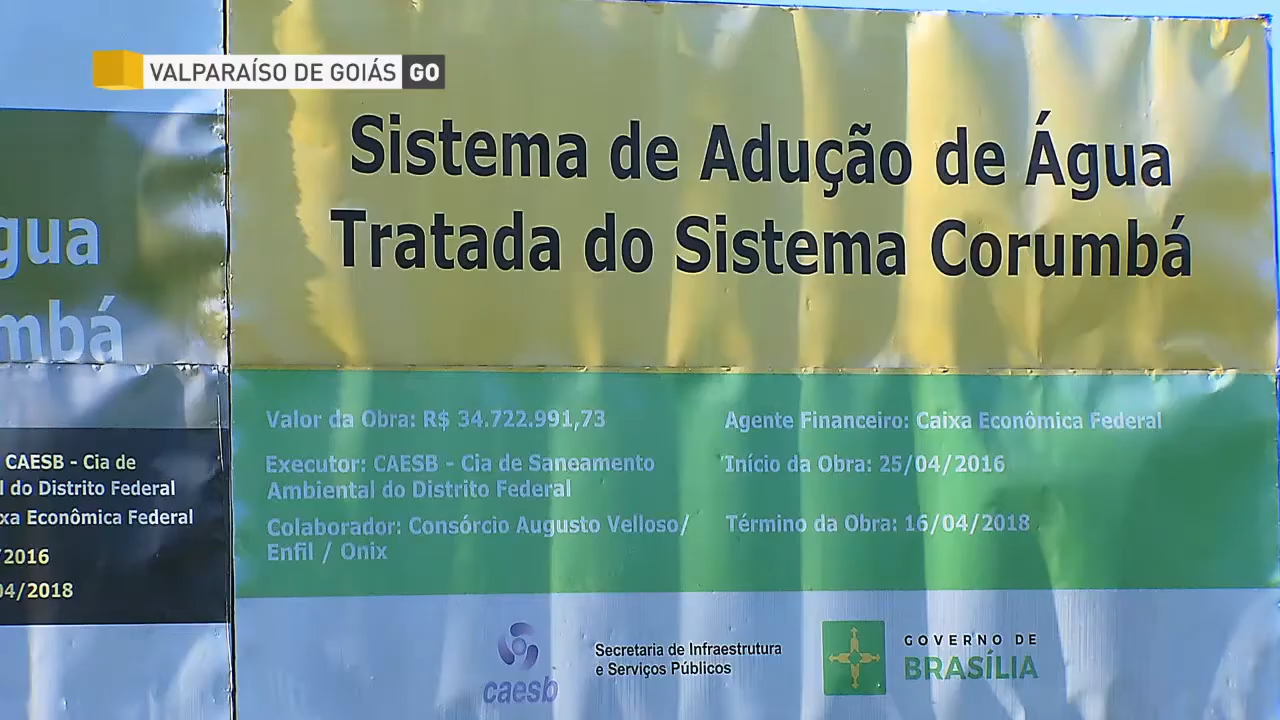 VALPARAÍSO DE GOIÁS GO
Sistema de Adução de Água
Tratada do Sistema Corumbá
Valor da Obra: R$ 34.722.991,73
Executor: CAESB - Cia de Saneamento
Ambiental do Distrito Federal
Colaborador: Consórcio Augusto Velloso/
Enfil / Onix
Agente Financeiro: Caixa Econômica Federal
Início da Obra: 25/04/2016
Término da Obra: 16/04/2018
caesb
Secretaria de Infraestrutura
e Serviços Públicos
GOVERNO DE
BRASÍLIA
gua
mbá
CAESB - Cia de
l do Distrito Federal
xa Econômica Federal
/2016
04/2018